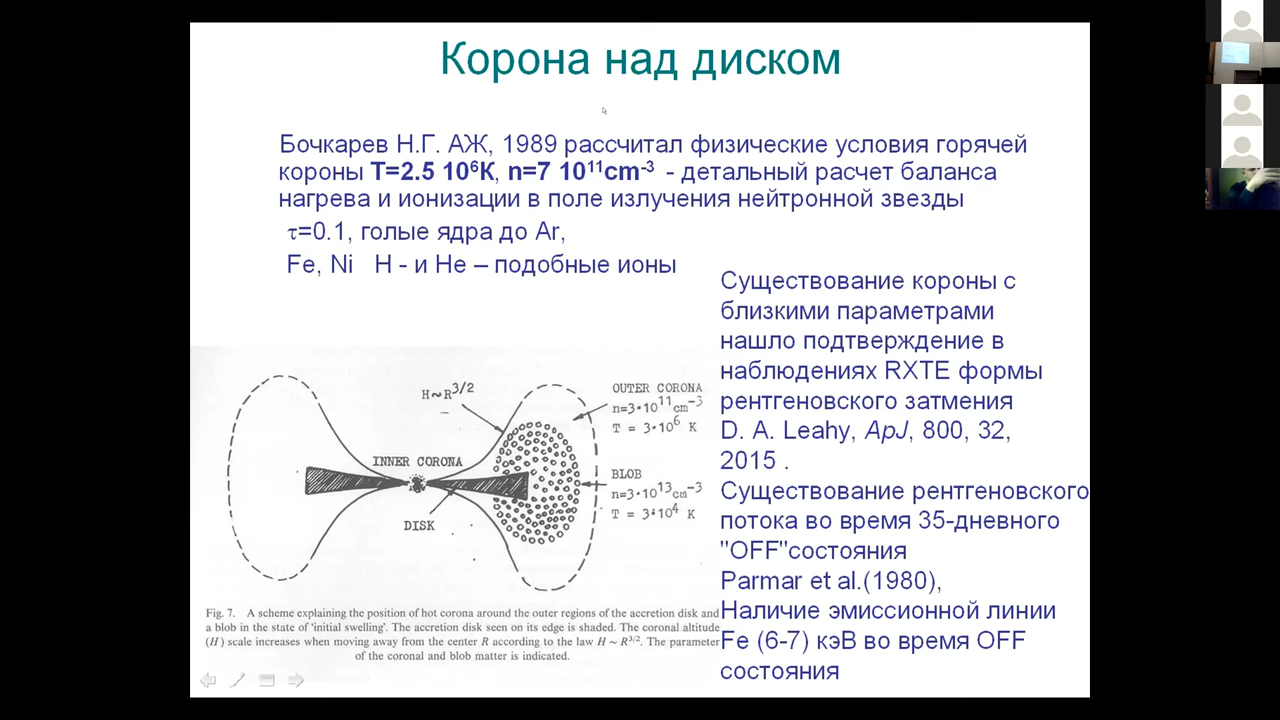 Корона над диском
Бочкарев Н.Г. АЖ, 1989 рассчитал физические условия горячей
короны T=2.5 10⁶К, n=7 10¹¹cm⁻³ - детальный расчет баланса
нагрева и ионизации в поле излучения нейтронной звезды
τ=0.1, голые ядра до Ar,
Fe, Ni H - и He – подобные ионы
Существование короны с
близкими параметрами
нашло подтверждение в
наблюдениях RXTE формы
рентгеновского затмения
D. A. Leahy, ApJ, 800, 32,
2015 .
Существование рентгеновского
потока во время 35-дневного
"OFF"состояния
Parmar et al.(1980),
Наличие эмиссионной линии
Fe (6-7) кэВ во время OFF
состояния
H~R³/²
OUTER CORONA
n=3·10¹¹cm⁻³
T = 3·10⁶ K
INNER CORONA
BLOB
n=3·10¹³cm⁻³
T = 3·10⁴ K
DISK
Fig. 7. A scheme explaining the position of hot corona around the outer regions of the accretion disk and
a blob in the state of 'initial swelling'. The accretion disk seen on its edge is shaded. The coronal altitude
(H) scale increases when moving away from the center R according to the law H ~ R³/². The parameter
of the coronal and blob matter is indicated.